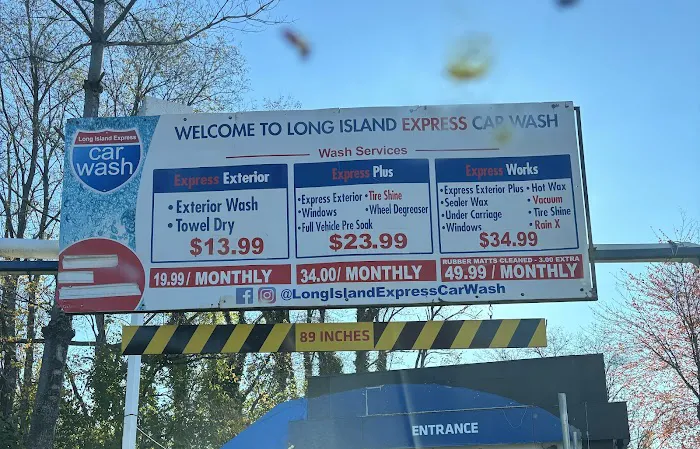 WELCOME TO LONG ISLAND EXPRESS CAR WASH
Long Island Express
car
wash
Wash Services
Express Exterior
• Exterior Wash
• Towel Dry
$13.99
19.99/ MONTHLY
Express Plus
• Express Exterior • Tire Shine
• Windows • Wheel Degreaser
• Full Vehicle Pre Soak
$23.99
34.00/ MONTHLY
Express Works
• Express Exterior Plus • Hot Wax
• Sealer Wax • Vacuum
• Under Carriage • Tire Shine
• Windows • Rain X
$34.99
RUBBER MATTS CLEANED - 3.00 EXTRA
49.99 / MONTHLY
@LongIslandExpressCarWash
89 INCHES
ENTRANCE